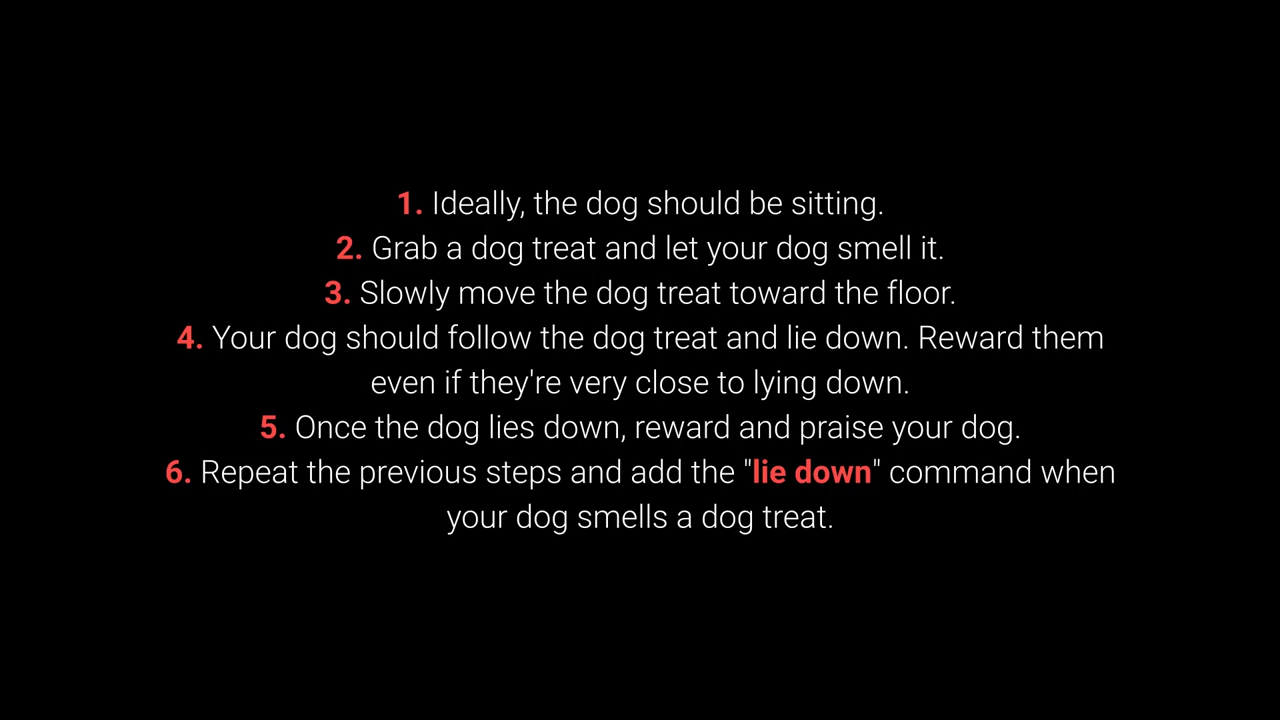 1. Ideally, the dog should be sitting.
2. Grab a dog treat and let your dog smell it.
3. Slowly move the dog treat toward the floor.
4. Your dog should follow the dog treat and lie down. Reward them
even if they're very close to lying down.
5. Once the dog lies down, reward and praise your dog.
6. Repeat the previous steps and add the "lie down" command when
your dog smells a dog treat.